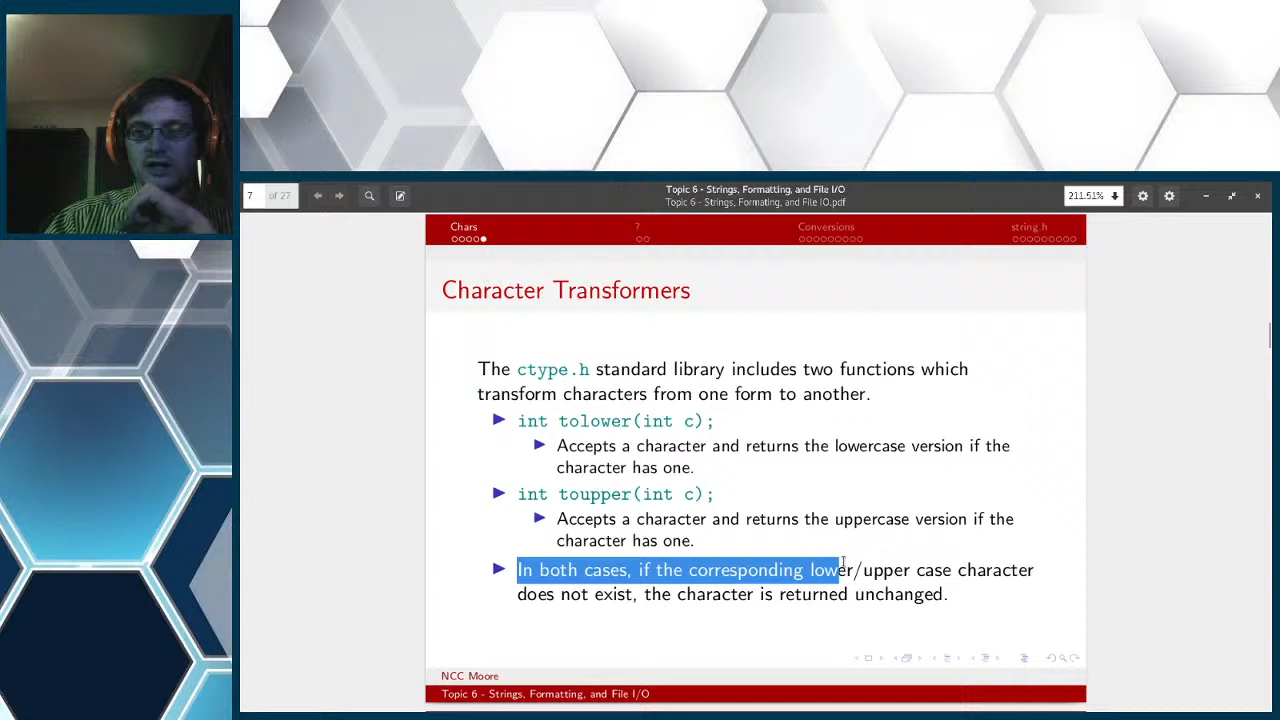 7 of 27
Topic 6 - Strings, Formatting, and File I/O
Topic 6 - Strings, Formating, and File IO.pdf
211.51%
Chars ? Conversions string.h
Character Transformers
The ctype.h standard library includes two functions which
transform characters from one form to another.
int tolower(int c);
Accepts a character and returns the lowercase version if the
character has one.
int toupper(int c);
Accepts a character and returns the uppercase version if the
character has one.
In both cases, if the corresponding lower/upper case character
does not exist, the character is returned unchanged.
NCC Moore
Topic 6 - Strings, Formatting, and File I/O